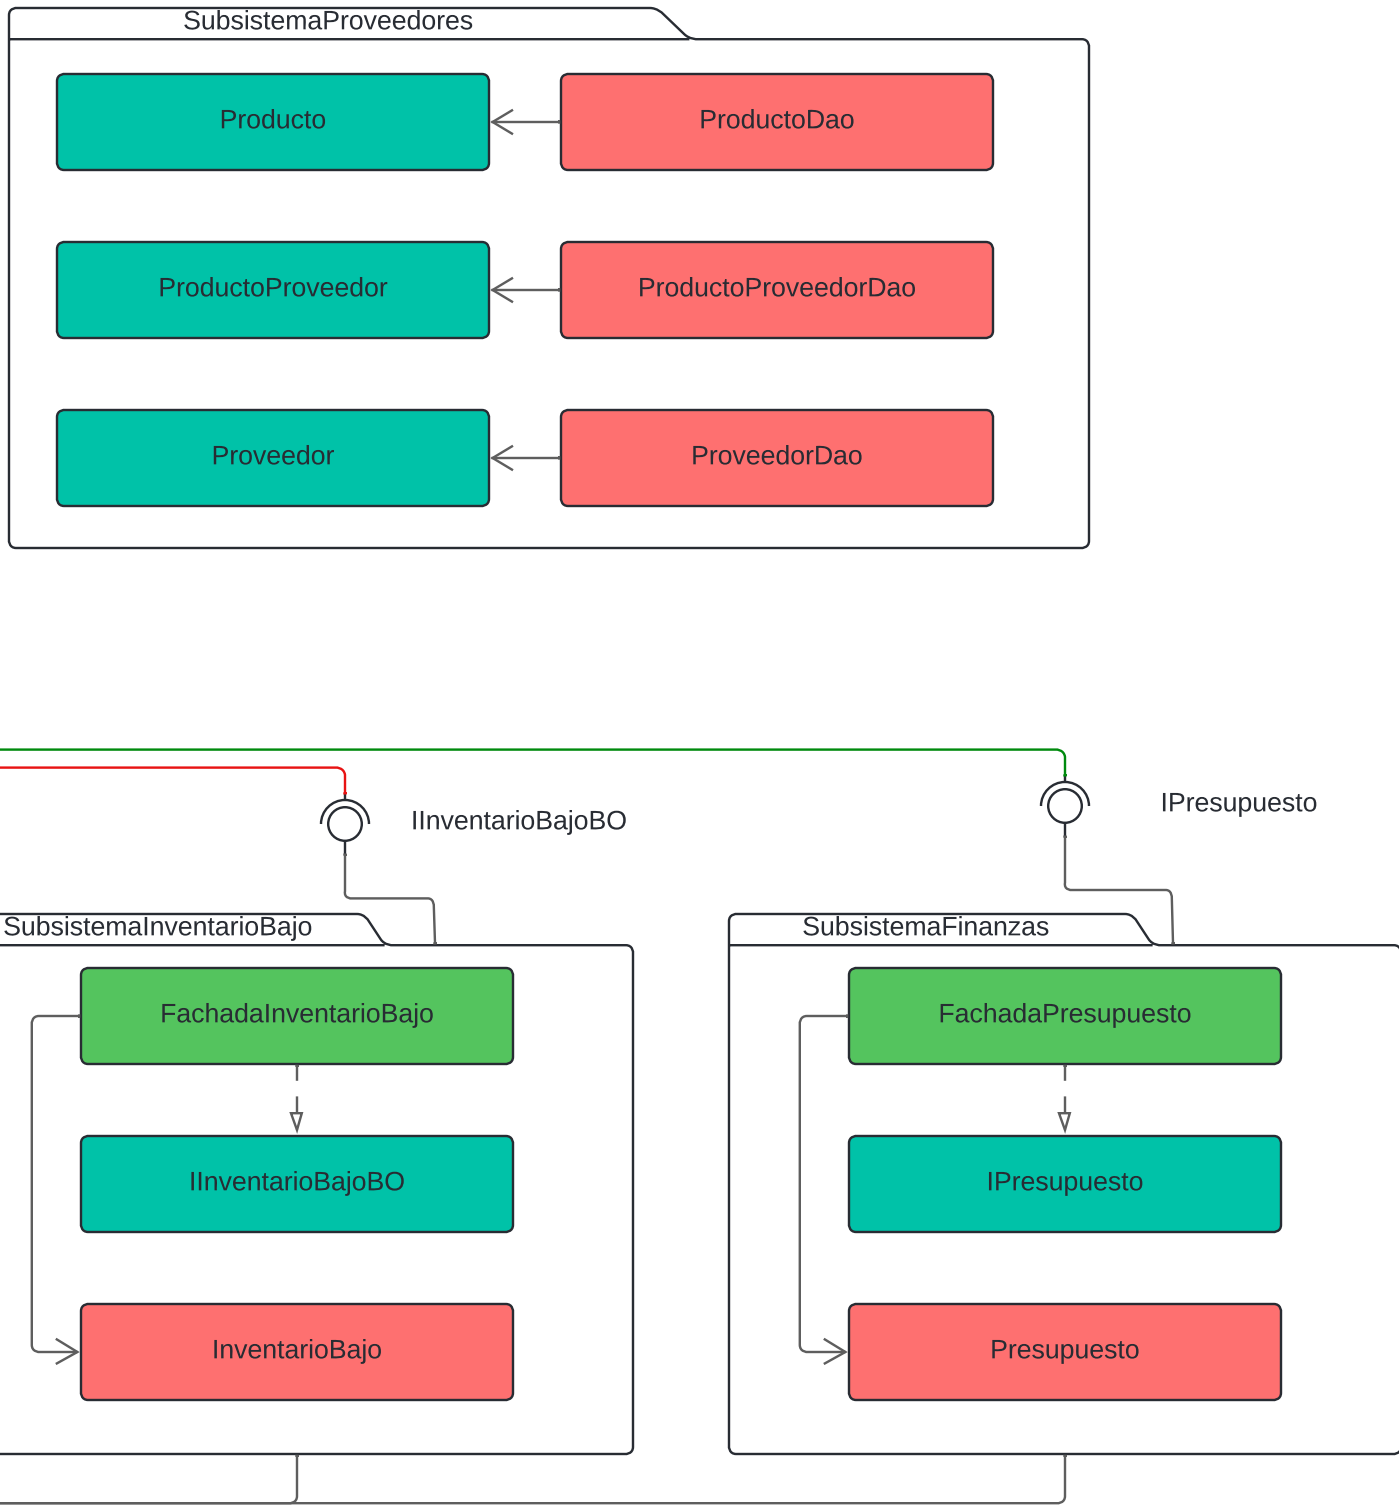 SubsistemaProveedores
Producto
ProductoDao
ProductoProveedor
ProductoProveedorDao
Proveedor
ProveedorDao
IInventarioBajoBO
IPresupuesto
SubsistemaInventarioBajo
SubsistemaFinanzas
FachadaInventarioBajo
FachadaPresupuesto
IInventarioBajoBO
IPresupuesto
InventarioBajo
Presupuesto